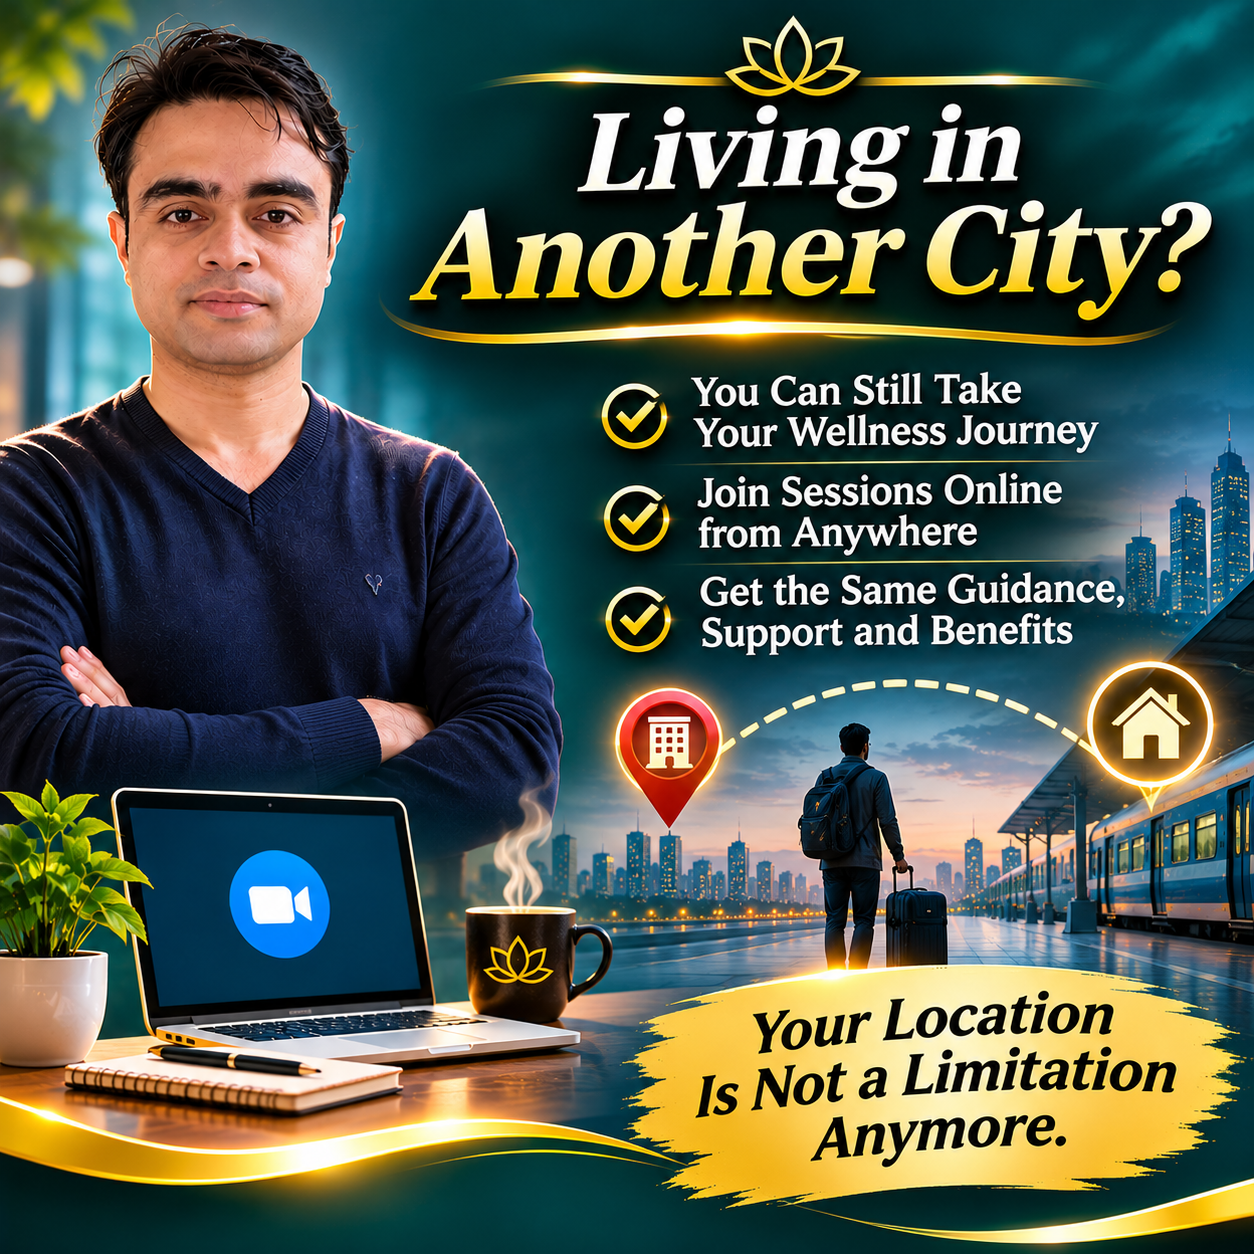 Living in
Another City?
You Can Still Take
Your Wellness Journey
Join Sessions Online
from Anywhere
Get the Same Guidance,
Support and Benefits
Your Location
Is Not a Limitation
Anymore.